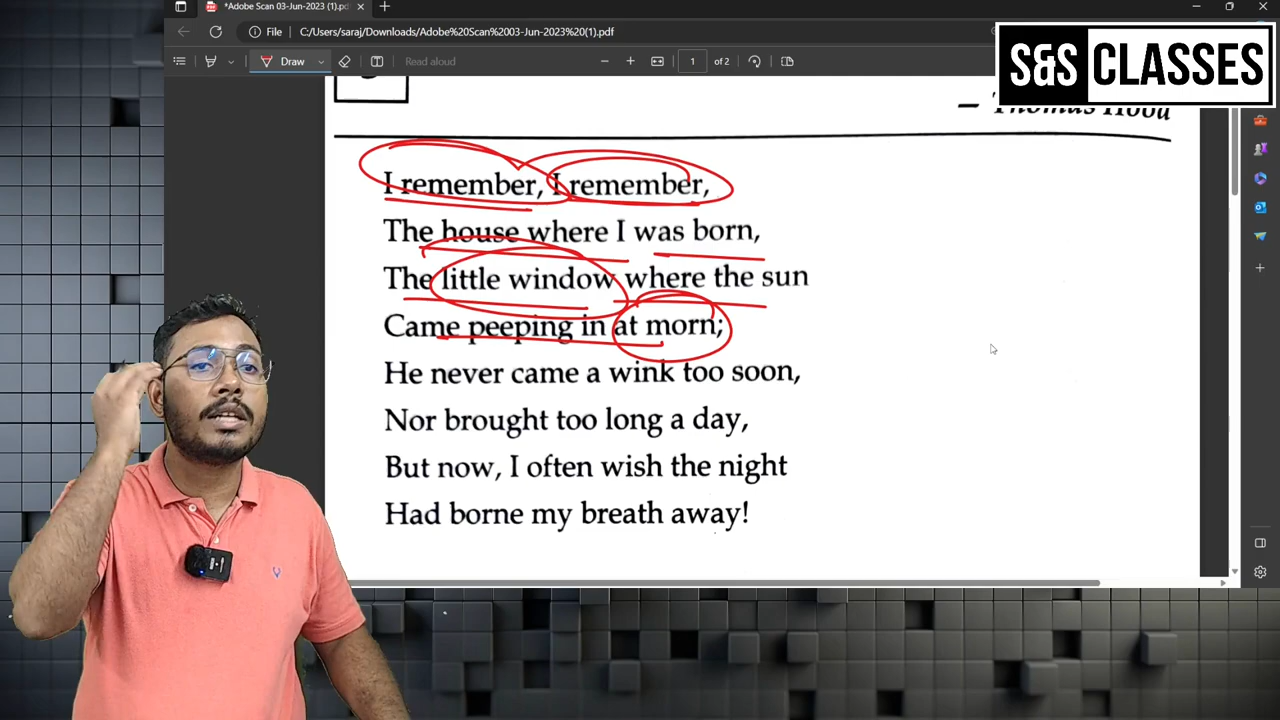 *Adobe Scan 03-Jun-2023 (1).pdf
File C:/Users/saraj/Downloads/Adobe%20Scan%2003-Jun-2023%20(1).pdf
Draw Read aloud 1 of 2
S&S CLASSES
— Thomas Hood
I remember, I remember,
The house where I was born,
The little window where the sun
Came peeping in at morn;
He never came a wink too soon,
Nor brought too long a day,
But now, I often wish the night
Had borne my breath away!